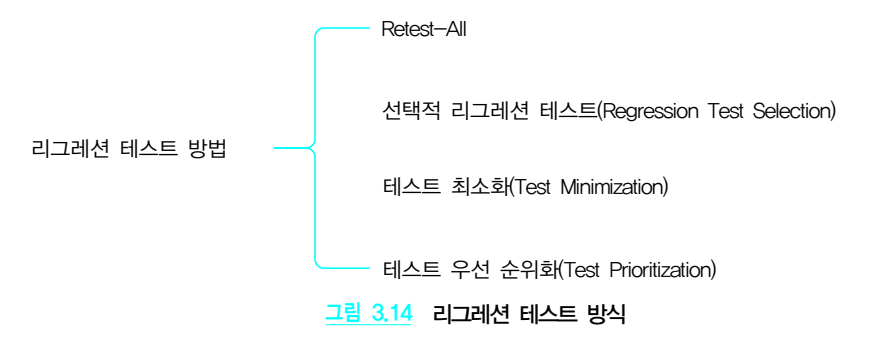 Retest-All
선택적 리그레션 테스트(Regression Test Selection)
리그레션 테스트 방법
테스트 최소화(Test Minimization)
테스트 우선 순위화(Test Prioritization)
그림 3.14 리그레션 테스트 방식